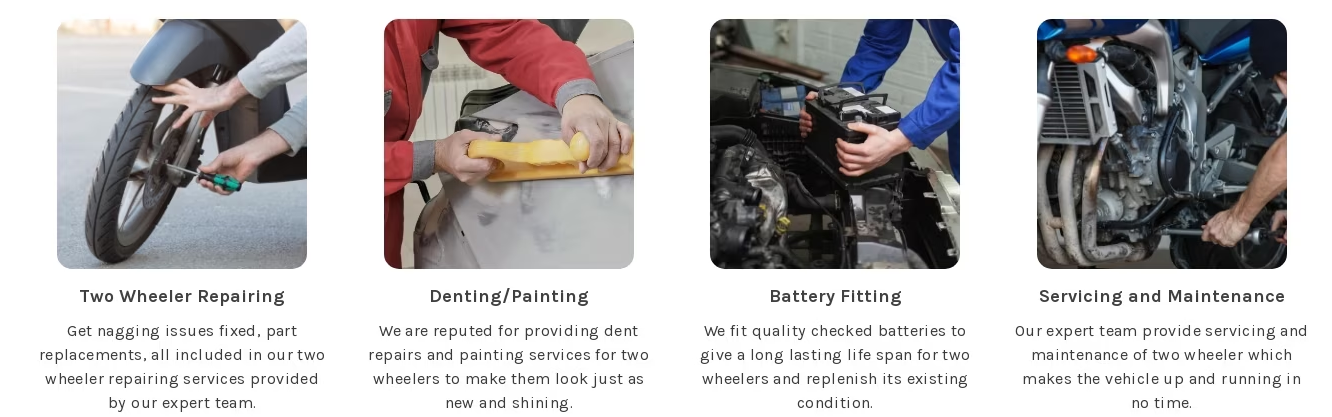 Two Wheeler Repairing
Get nagging issues fixed, part
replacements, all included in our two
wheeler repairing services provided
by our expert team.
Denting/Painting
We are reputed for providing dent
repairs and painting services for two
wheelers to make them look just as
new and shining.
Battery Fitting
We fit quality checked batteries to
give a long lasting life span for two
wheelers and replenish its existing
condition.
Servicing and Maintenance
Our expert team provide servicing and
maintenance of two wheeler which
makes the vehicle up and running in
no time.